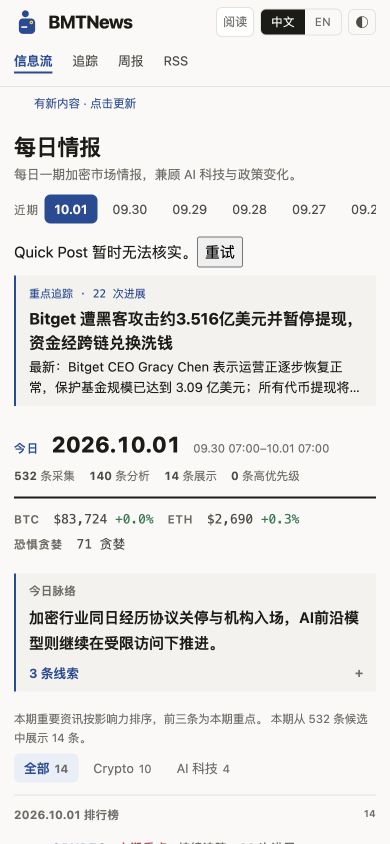 BMTNews 阅读 中文 EN
信息流 追踪 周报 RSS
有新内容 · 点击更新
每日情报
每日一期加密市场情报，兼顾 AI 科技与政策变化。
近期 10.01 09.30 09.29 09.28 09.27 09.2
Quick Post 暂时无法核实。 重试
重点追踪 · 22 次进展
Bitget 遭黑客攻击约3.516亿美元并暂停提现，
资金经跨链兑换洗钱
最新：Bitget CEO Gracy Chen 表示运营正逐步恢复正
常，保护基金规模已达到 3.09 亿美元；所有代币提现将…
今日 2026.10.01 09.30 07:00–10.01 07:00
532 条采集 140 条分析 14 条展示 0 条高优先级
BTC $83,724 +0.0% ETH $2,690 +0.3%
恐惧贪婪 71 贪婪
今日脉络
加密行业同日经历协议关停与机构入场，AI前沿模
型则继续在受限访问下推进。
3 条线索 +
本期重要资讯按影响力排序，前三条为本期重点。 本期从 532 条候选
中展示 14 条。
全部 14 Crypto 10 AI 科技 4
2026.10.01 排行榜 14